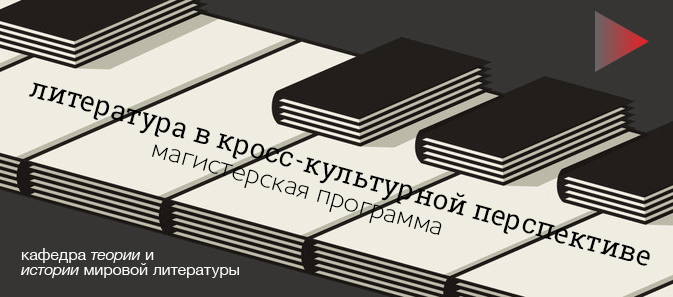 литература в кросс-культурной перспективе
магистерская программа
кафедра теории и
истории мировой литературы